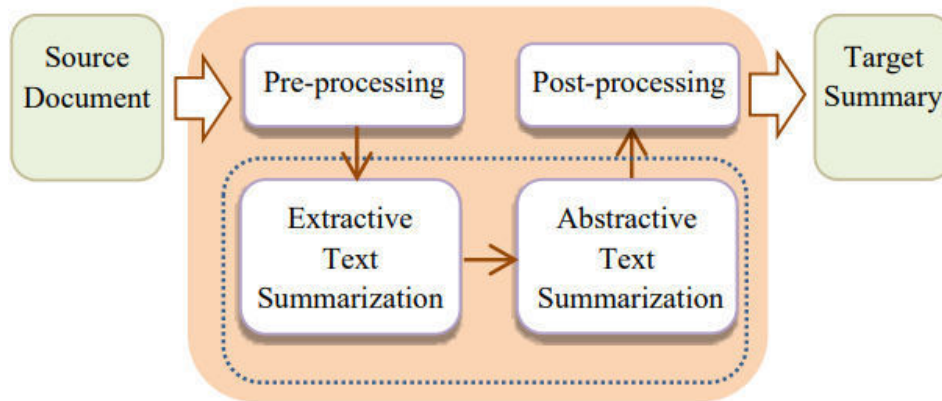 Source
Document
Pre-processing
Extractive
Text
Summarization
Abstractive
Text
Summarization
Post-processing
Target
Summary